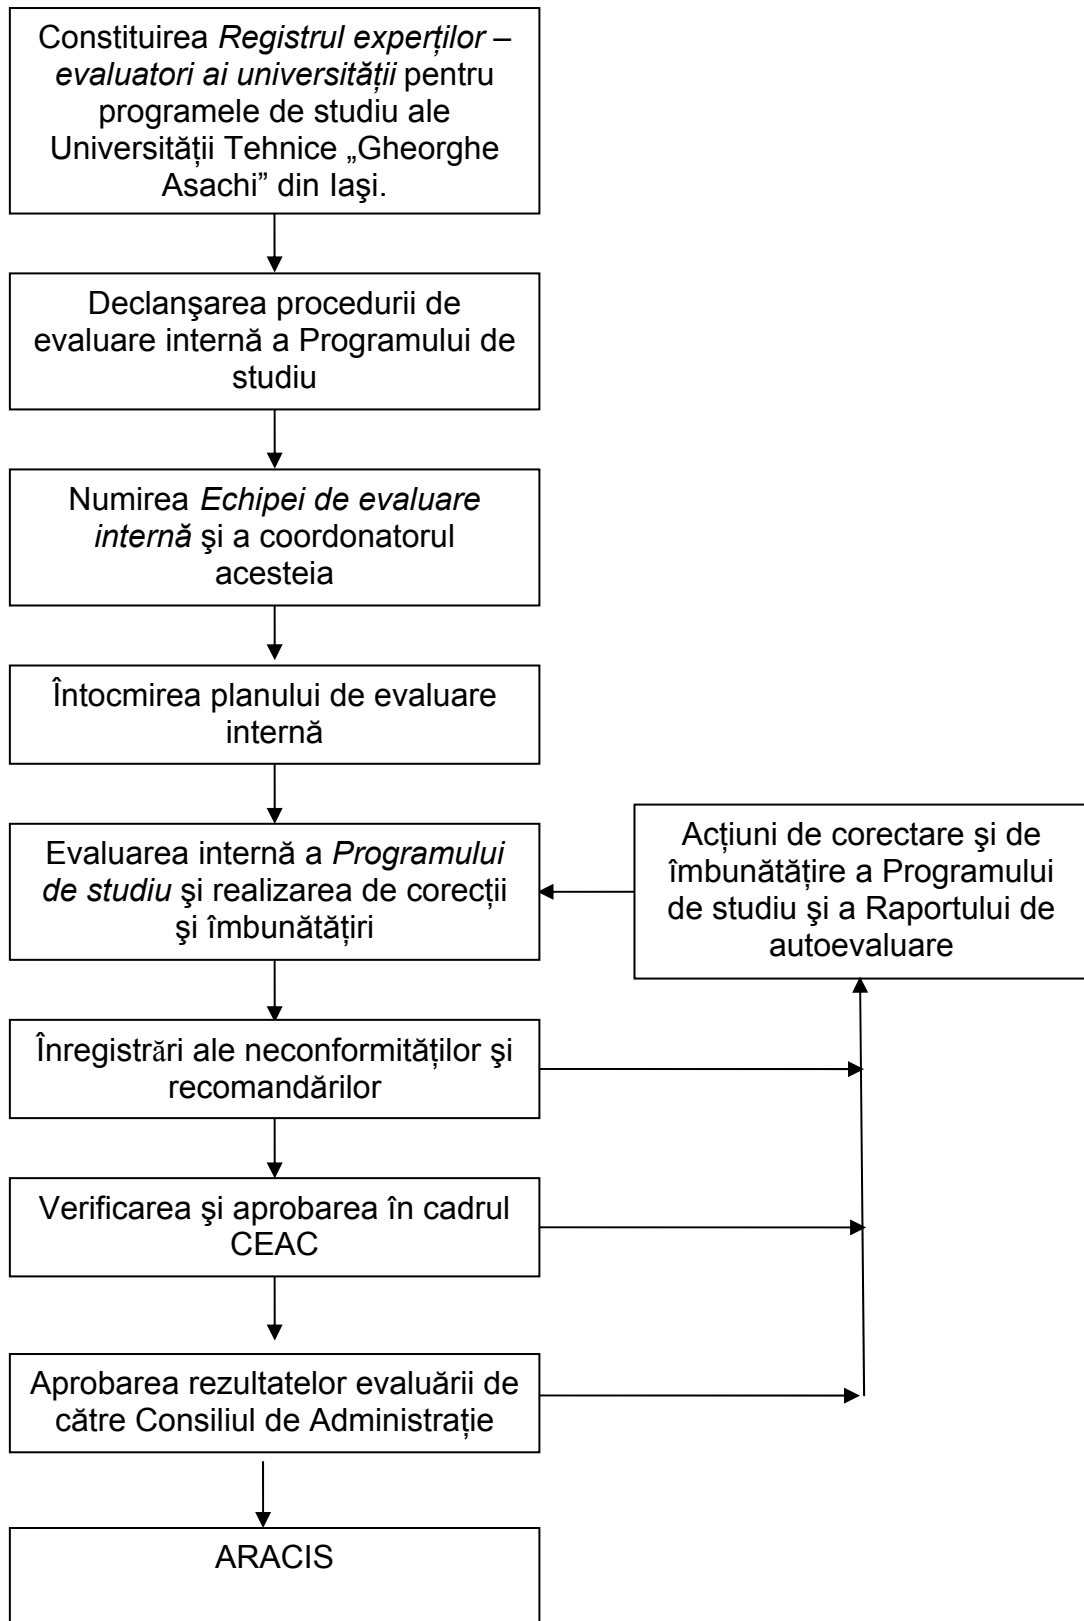 Constituirea Registrul experților –
evaluatori ai universității pentru
programele de studiu ale
Universității Tehnice „Gheorghe
Asachi” din Iaşi.
Declanşarea procedurii de
evaluare internă a Programului de
studiu
Numirea Echipei de evaluare
internă şi a coordonatorul
acesteia
Întocmirea planului de evaluare
internă
Evaluarea internă a Programului
de studiu şi realizarea de corecții
şi îmbunătățiri
Acțiuni de corectare şi de
îmbunătățire a Programului
de studiu şi a Raportului de
autoevaluare
Înregistrări ale neconformităților şi
recomandărilor
Verificarea şi aprobarea în cadrul
CEAC
Aprobarea rezultatelor evaluării de
către Consiliul de Administrație
ARACIS